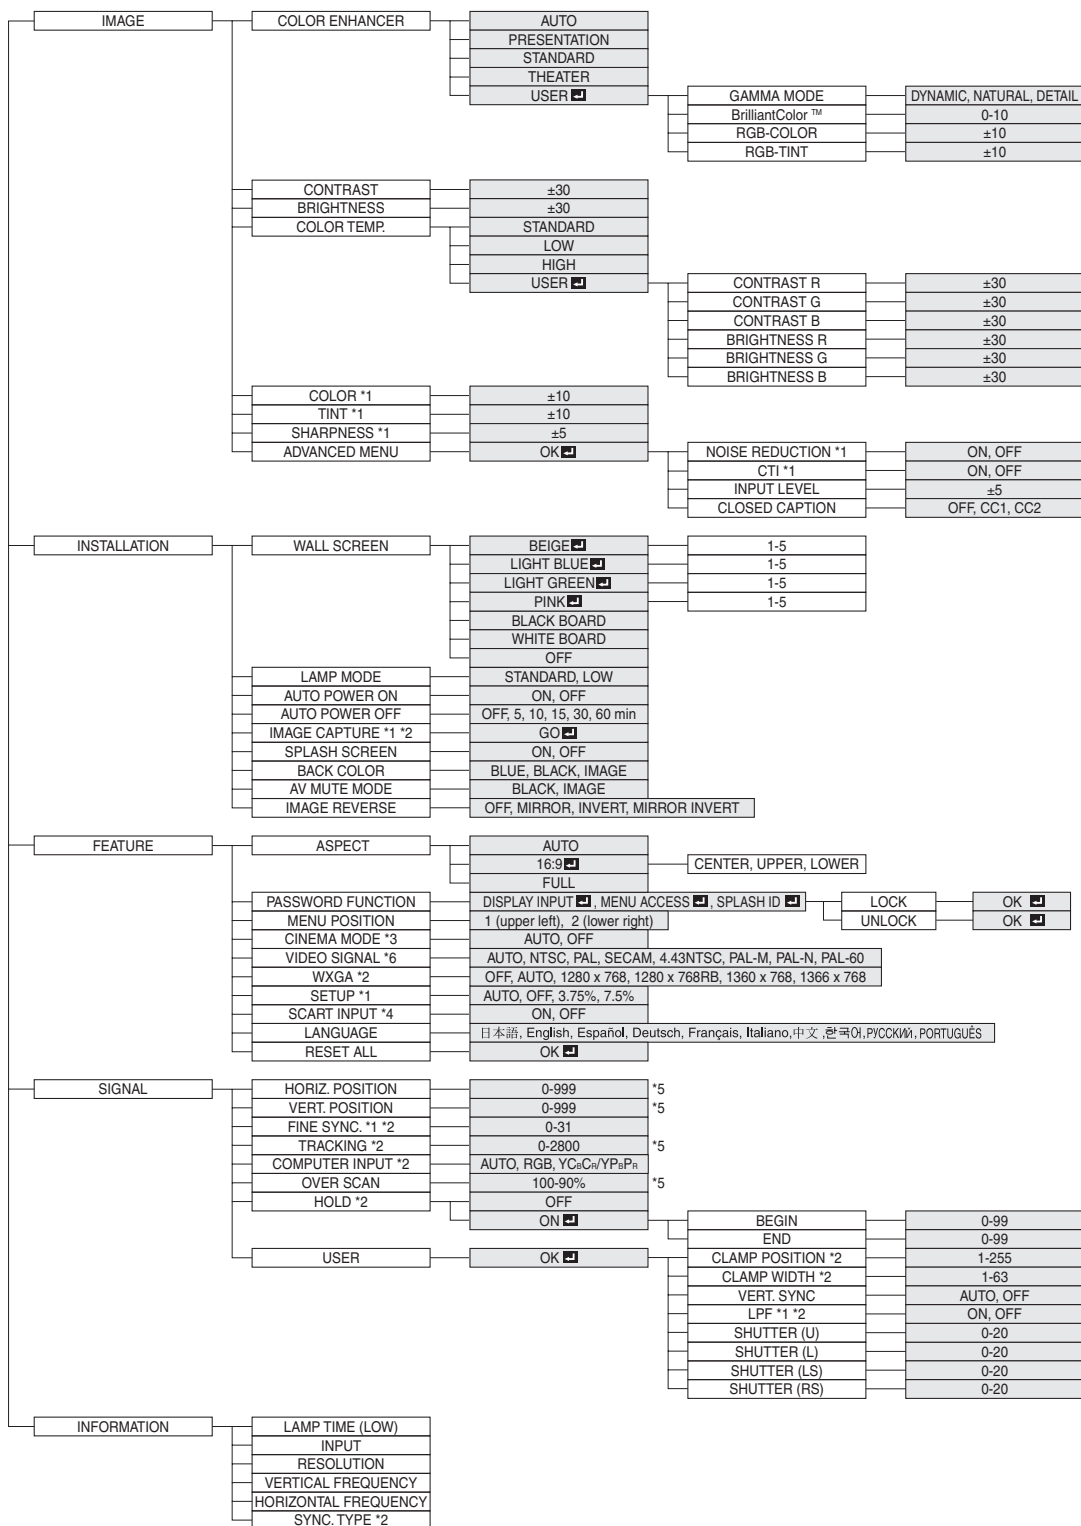 IMAGE COLOR ENHANCER AUTO
PRESENTATION
STANDARD
THEATER
USER
GAMMA MODE DYNAMIC, NATURAL, DETAIL
BrilliantColor ™ 0-10
RGB-COLOR ±10
RGB-TINT ±10
CONTRAST ±30
BRIGHTNESS ±30
COLOR TEMP. STANDARD
LOW
HIGH
USER
CONTRAST R ±30
CONTRAST G ±30
CONTRAST B ±30
BRIGHTNESS R ±30
BRIGHTNESS G ±30
BRIGHTNESS B ±30
COLOR *1 ±10
TINT *1 ±10
SHARPNESS *1 ±5
ADVANCED MENU OK NOISE REDUCTION *1 ON, OFF
CTI *1 ON, OFF
INPUT LEVEL ±5
CLOSED CAPTION OFF, CC1, CC2
INSTALLATION WALL SCREEN BEIGE 1-5
LIGHT BLUE 1-5
LIGHT GREEN 1-5
PINK 1-5
BLACK BOARD
WHITE BOARD
OFF
LAMP MODE STANDARD, LOW
AUTO POWER ON ON, OFF
AUTO POWER OFF OFF, 5, 10, 15, 30, 60 min
IMAGE CAPTURE *1 *2 GO
SPLASH SCREEN ON, OFF
BACK COLOR BLUE, BLACK, IMAGE
AV MUTE MODE BLACK, IMAGE
IMAGE REVERSE OFF, MIRROR, INVERT, MIRROR INVERT
FEATURE ASPECT AUTO
16:9 CENTER, UPPER, LOWER
FULL
PASSWORD FUNCTION DISPLAY INPUT , MENU ACCESS , SPLASH ID LOCK OK
MENU POSITION 1 (upper left), 2 (lower right) UNLOCK OK
CINEMA MODE *3 AUTO, OFF
VIDEO SIGNAL *6 AUTO, NTSC, PAL, SECAM, 4.43NTSC, PAL-M, PAL-N, PAL-60
WXGA *2 OFF, AUTO, 1280 x 768, 1280 x 768RB, 1360 x 768, 1366 x 768
SETUP *1 AUTO, OFF, 3.75%, 7.5%
SCART INPUT *4 ON, OFF
LANGUAGE 日本語, English, Español, Deutsch, Français, Italiano,中文 ,한국어,РУССКИЙ, PORTUGUÊS
RESET ALL OK
SIGNAL HORIZ. POSITION 0-999 *5
VERT. POSITION 0-999 *5
FINE SYNC. *1 *2 0-31
TRACKING *2 0-2800 *5
COMPUTER INPUT *2 AUTO, RGB, YCBCR/YPBPR
OVER SCAN 100-90% *5
HOLD *2 OFF
ON BEGIN 0-99
END 0-99
USER OK CLAMP POSITION *2 1-255
CLAMP WIDTH *2 1-63
VERT. SYNC AUTO, OFF
LPF *1 *2 ON, OFF
SHUTTER (U) 0-20
SHUTTER (L) 0-20
SHUTTER (LS) 0-20
SHUTTER (RS) 0-20
INFORMATION LAMP TIME (LOW)
INPUT
RESOLUTION
VERTICAL FREQUENCY
HORIZONTAL FREQUENCY
SYNC. TYPE *2